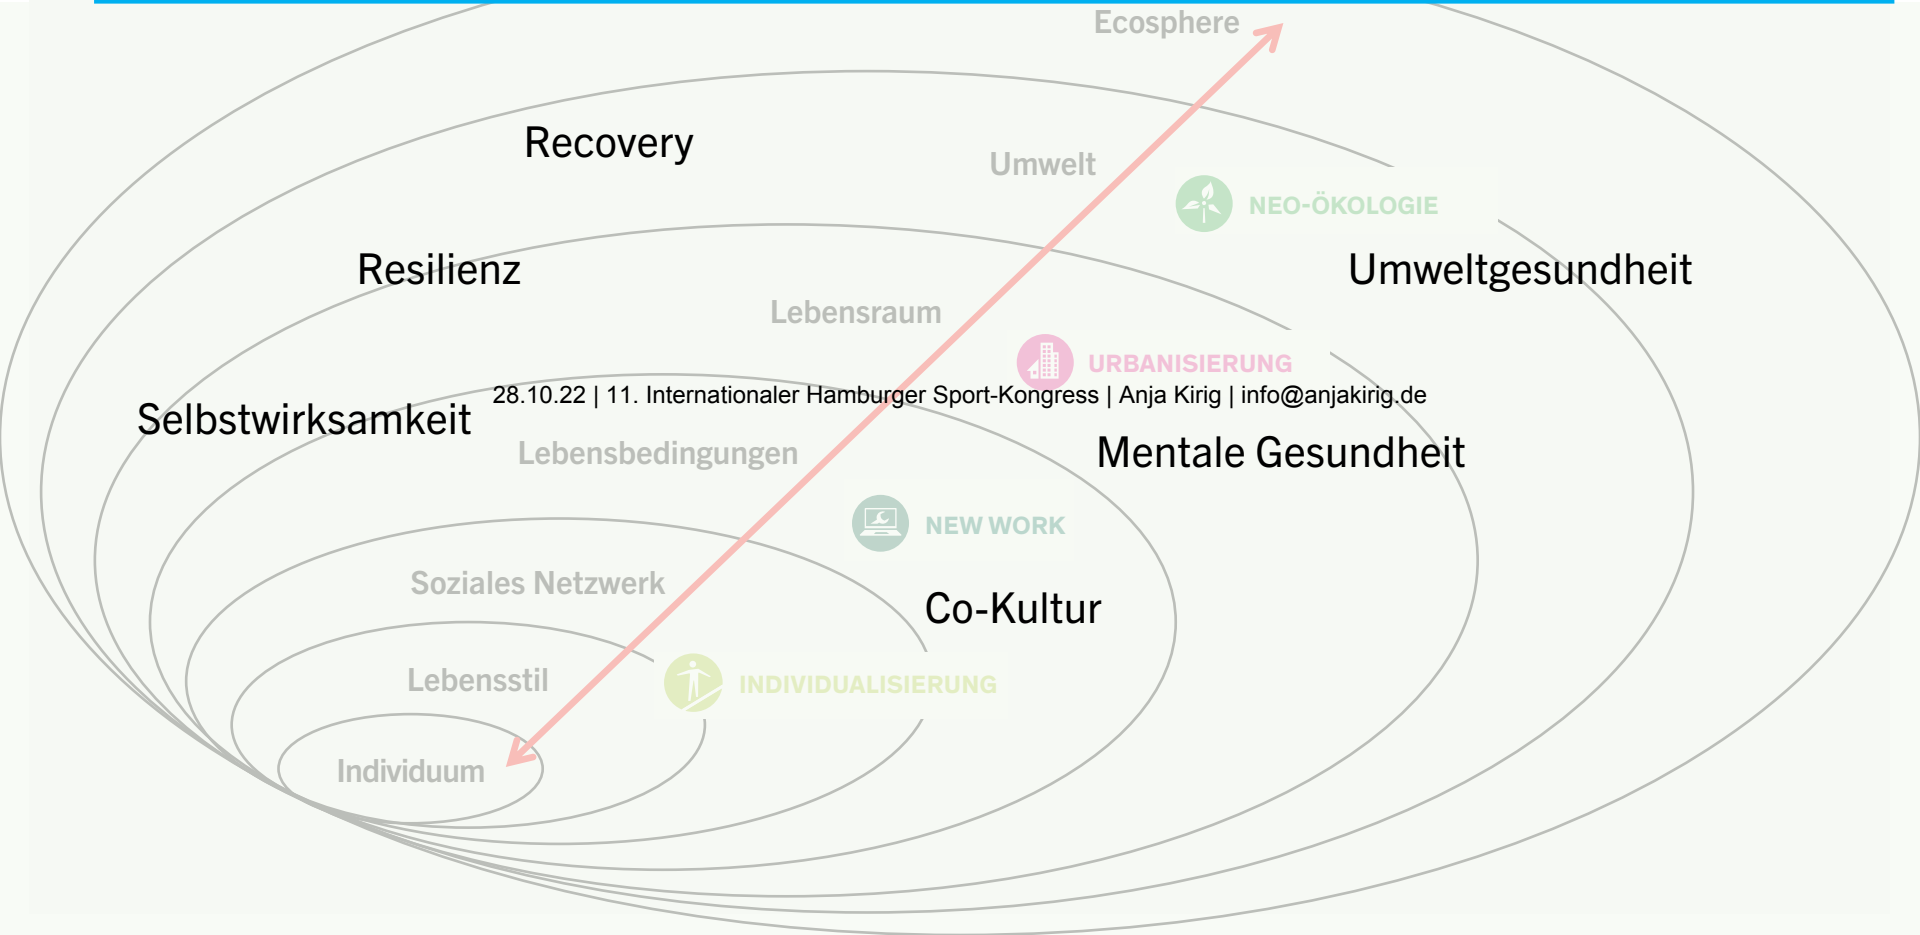 Ecosphere
Recovery
Umwelt
NEO-ÖKOLOGIE
Resilienz
Umweltgesundheit
Lebensraum
URBANISIERUNG
28.10.22 | 11. Internationaler Hamburger Sport-Kongress | Anja Kirig | info@anjakirig.de
Selbstwirksamkeit
Lebensbedingungen
Mentale Gesundheit
NEW WORK
Soziales Netzwerk
Co-Kultur
Lebensstil
INDIVIDUALISIERUNG
Individuum